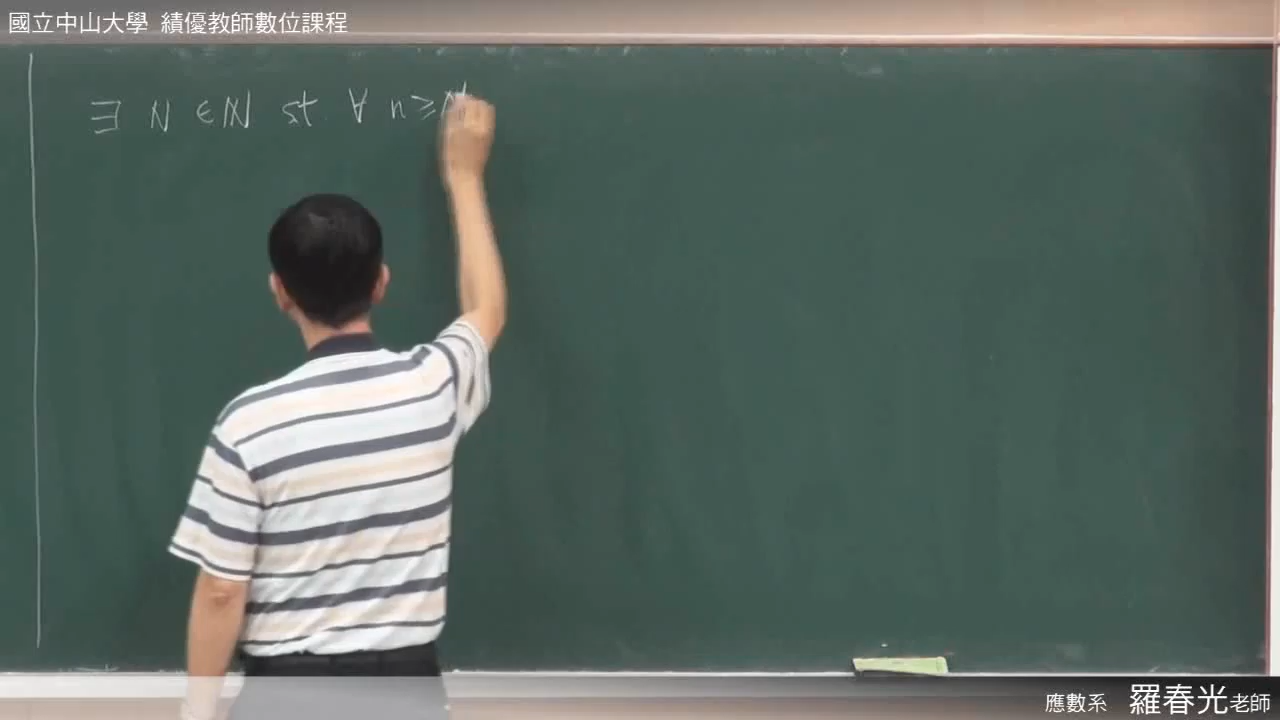 國立中山大學 績優教師數位課程
∃ N ∈ ℕ st. ∀ n ≥ N
應數系 羅春光老師